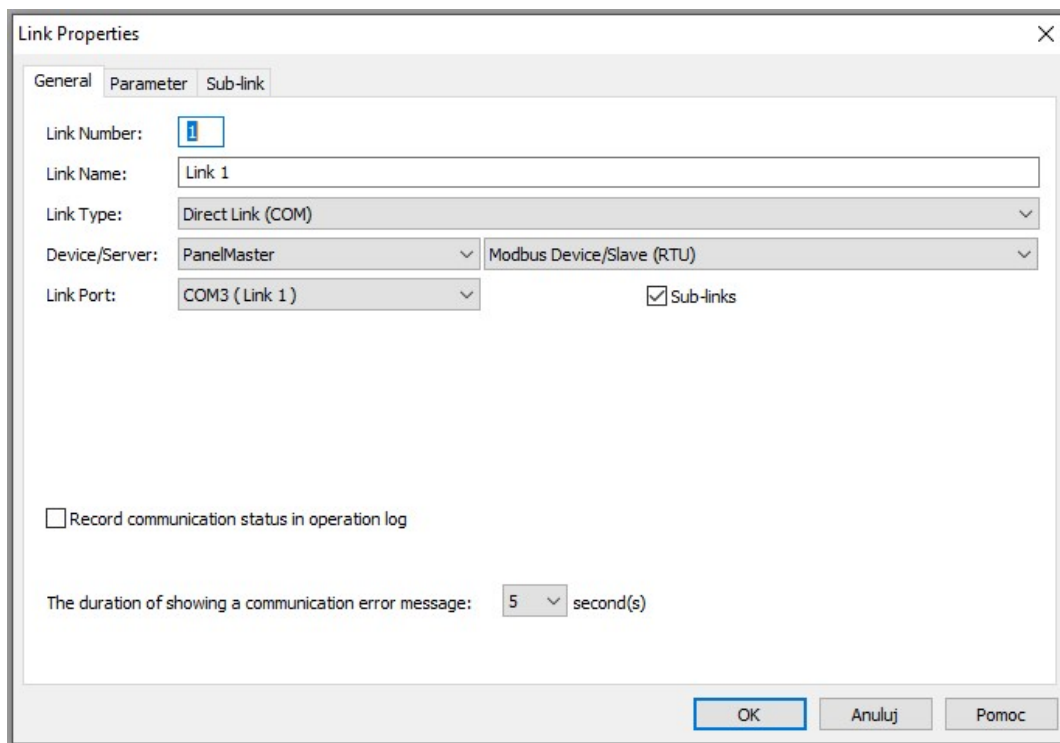 Link Properties
General Parameter Sub-link
Link Number: 1
Link Name: Link 1
Link Type: Direct Link (COM)
Device/Server: PanelMaster Modbus Device/Slave (RTU)
Link Port: COM3 ( Link 1 ) Sub-links
Record communication status in operation log
The duration of showing a communication error message: 5 second(s)
OK Anuluj Pomoc